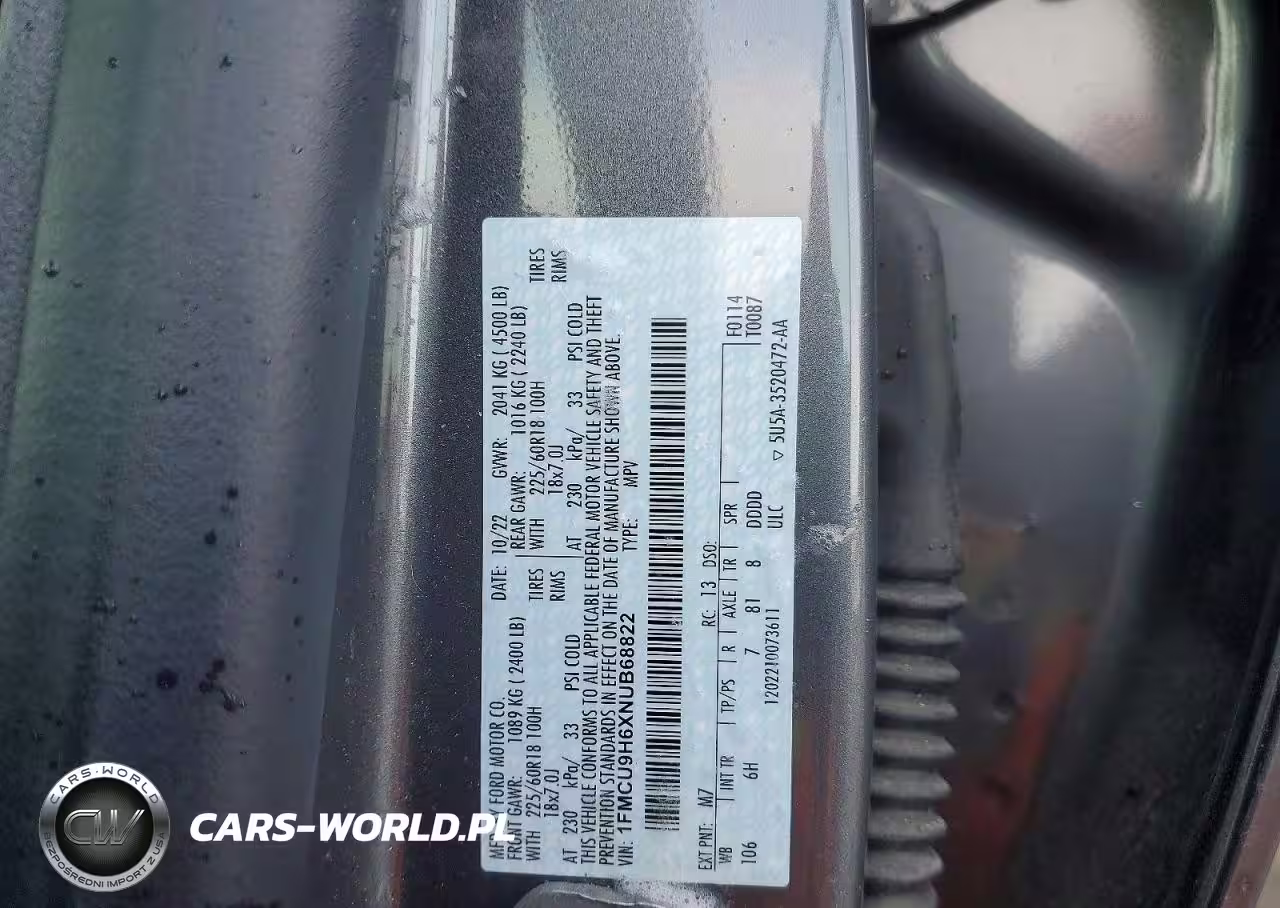 MFD. BY FORD MOTOR CO. DATE: 10/22 GVWR: 2041 KG ( 4500 LB)
FRONT GAWR: 1089 KG ( 2400 LB) REAR GAWR: 1016 KG ( 2240 LB)
WITH 225/60R18 100H TIRES WITH 225/60R18 100H TIRES
18x7.0J RIMS 18x7.0J RIMS
AT 230 kPa/ 33 PSI COLD AT 230 kPa/ 33 PSI COLD
THIS VEHICLE CONFORMS TO ALL APPLICABLE FEDERAL MOTOR VEHICLE SAFETY AND THEFT
PREVENTION STANDARDS IN EFFECT ON THE DATE OF MANUFACTURE SHOWN ABOVE.
VIN: 1FMCU9H6XNUB68822 TYPE: MPV
EXT PNT: M7 RC: 13 DSO: F0114
WB INT TR TP/PS R AXLE TR SPR T0087
106 6H 7 81 8 DDDD
1202210073611 ULC ▽ 5U5A-3520472-AA
CARS-WORLD
CW
BEZPOŚREDNI IMPORT Z USA
CARS-WORLD.PL